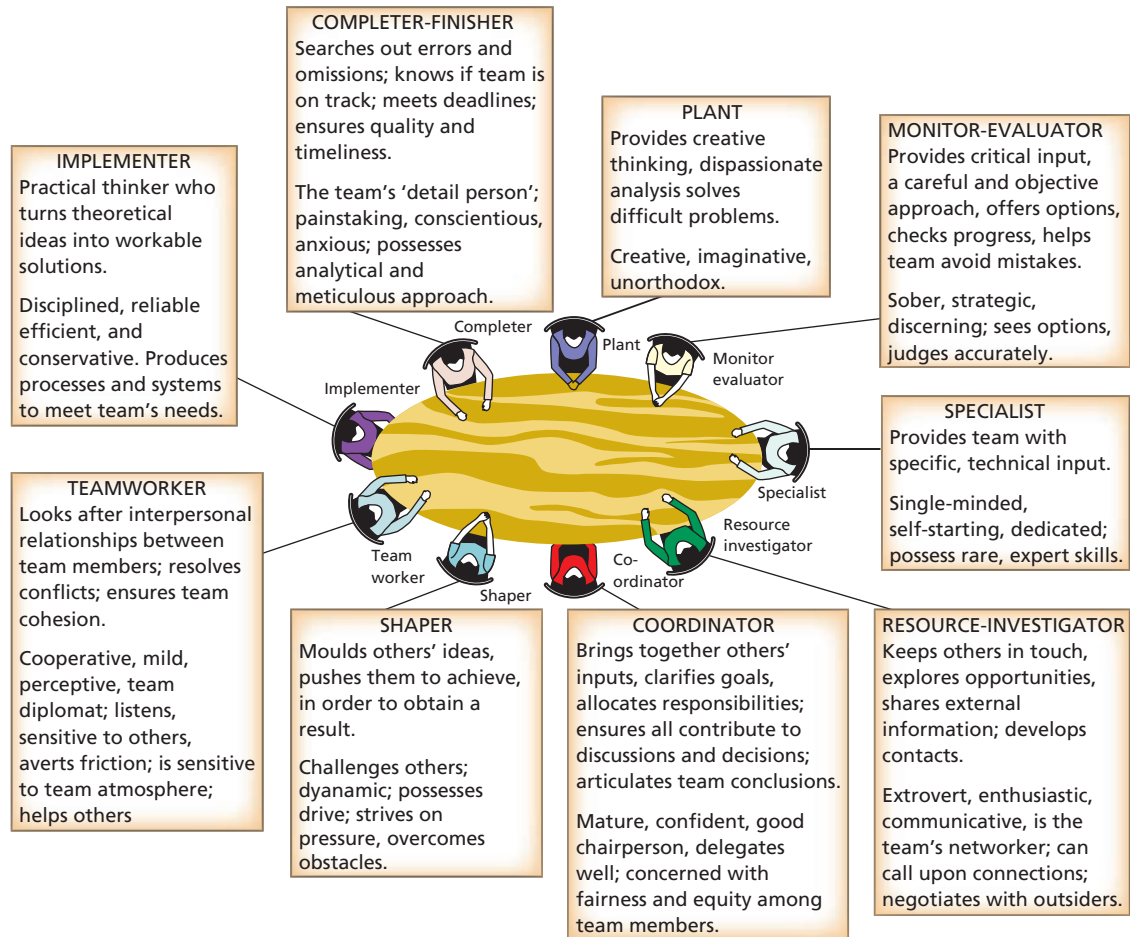 COMPLETER-FINISHER
Searches out errors and
omissions; knows if team is
on track; meets deadlines;
ensures quality and
timeliness.
The team's 'detail person';
painstaking, conscientious,
anxious; possesses
analytical and
meticulous approach.
PLANT
Provides creative
thinking, dispassionate
analysis solves
difficult problems.
Creative, imaginative,
unorthodox.
MONITOR-EVALUATOR
Provides critical input,
a careful and objective
approach, offers options,
checks progress, helps
team avoid mistakes.
Sober, strategic,
discerning; sees options,
judges accurately.
IMPLEMENTER
Practical thinker who
turns theoretical
ideas into workable
solutions.
Disciplined, reliable
efficient, and
conservative. Produces
processes and systems
to meet team's needs.
Completer
Plant
Monitor
evaluator
Implementer
Specialist
Resource
investigator
Co-
ordinator
Shaper
Team
worker
SPECIALIST
Provides team with
specific, technical input.
Single-minded,
self-starting, dedicated;
possess rare, expert skills.
TEAMWORKER
Looks after interpersonal
relationships between
team members; resolves
conflicts; ensures team
cohesion.
Cooperative, mild,
perceptive, team
diplomat; listens,
sensitive to others,
averts friction; is sensitive
to team atmosphere;
helps others
SHAPER
Moulds others' ideas,
pushes them to achieve,
in order to obtain a
result.
Challenges others;
dyanamic; possesses
drive; strives on
pressure, overcomes
obstacles.
COORDINATOR
Brings together others'
inputs, clarifies goals,
allocates responsibilities;
ensures all contribute to
discussions and decisions;
articulates team conclusions.
Mature, confident, good
chairperson, delegates
well; concerned with
fairness and equity among
team members.
RESOURCE-INVESTIGATOR
Keeps others in touch,
explores opportunities,
shares external
information; develops
contacts.
Extrovert, enthusiastic,
communicative, is the
team's networker; can
call upon connections;
negotiates with outsiders.